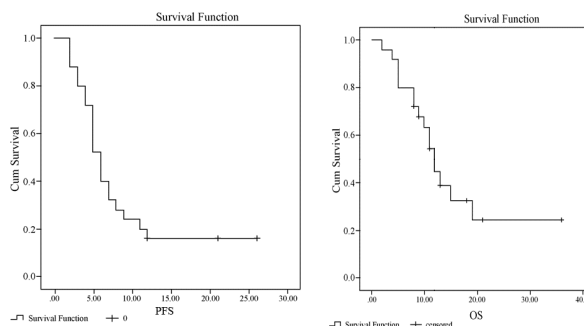 Survival Function
Cum Survival
1.0
0.8
0.6
0.4
0.2
0.0
.00 5.00 10.00 15.00 20.00 25.00 30.00
PFS
Survival Function 0
Survival Function
Cum Survival
1.0
0.8
0.6
0.4
0.2
0.0
.00 10.00 20.00 30.00 40.
OS
Survival Function censored